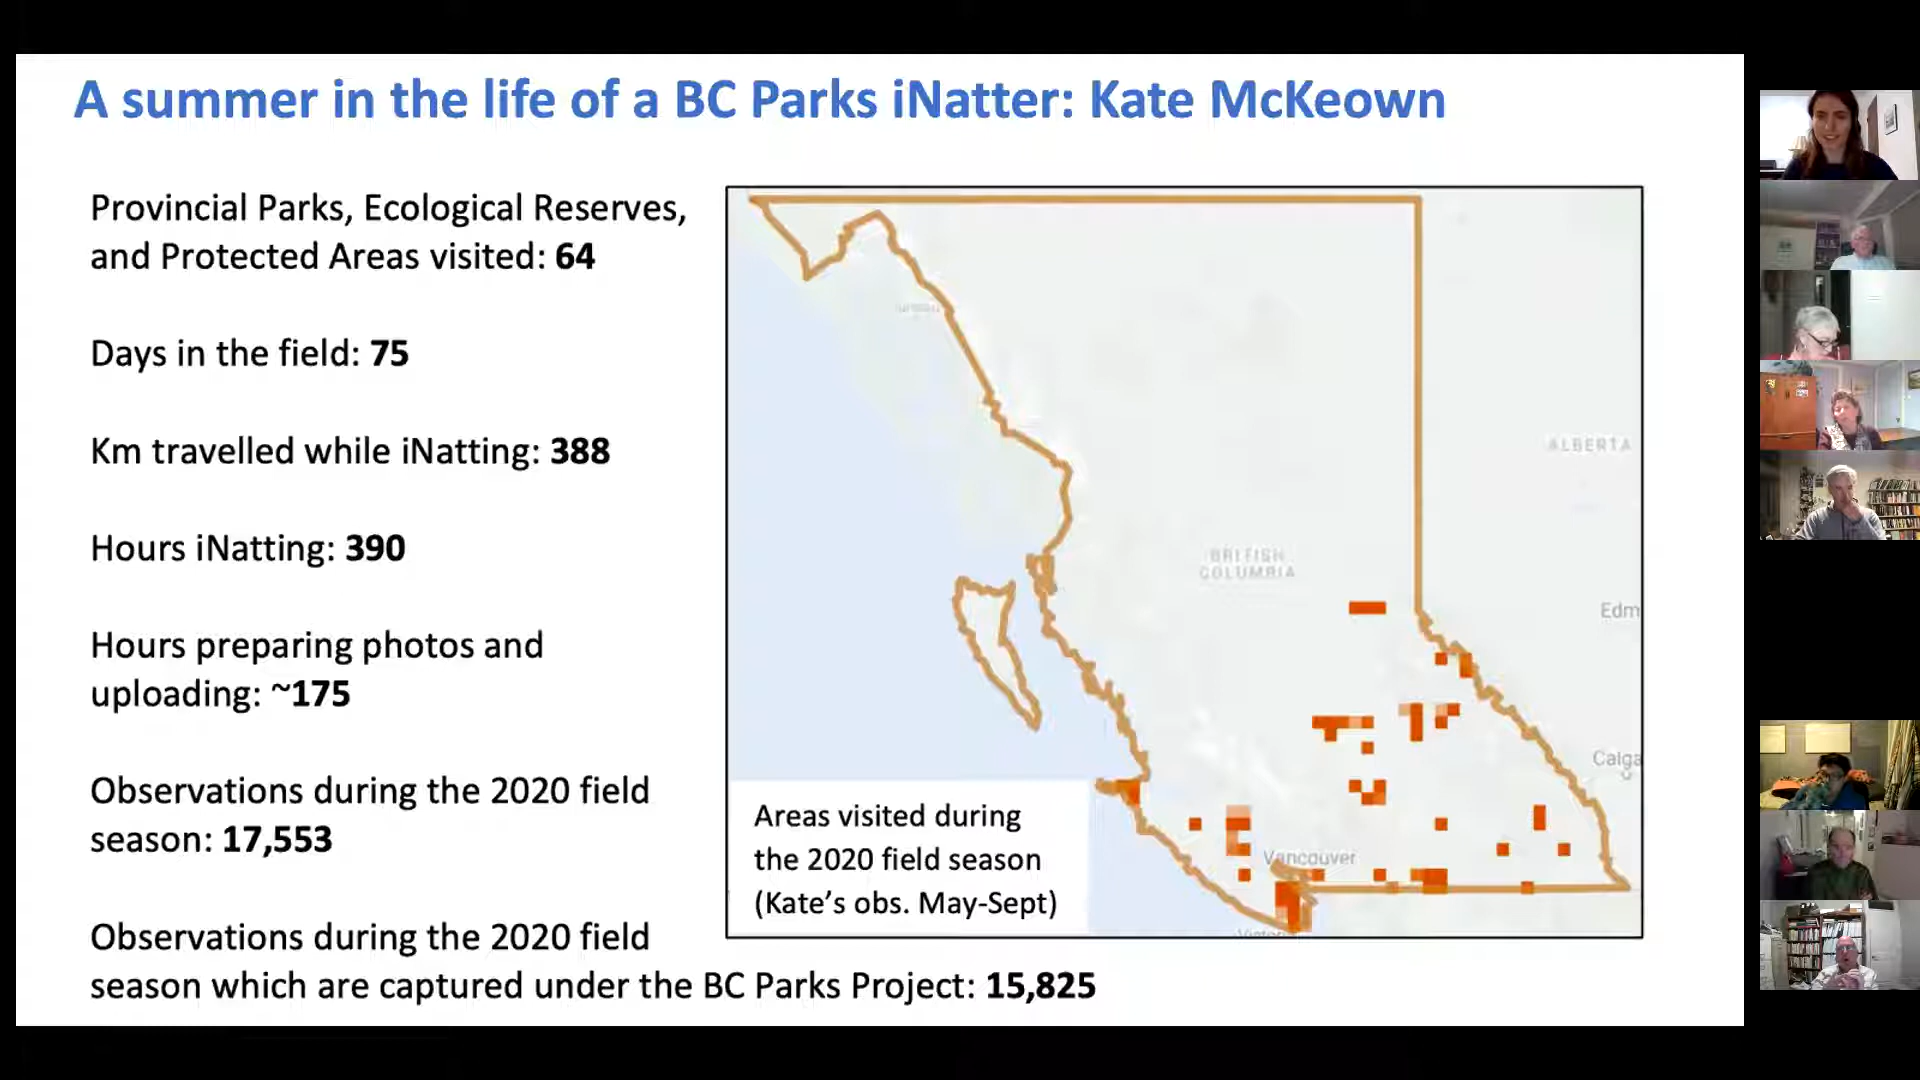 A summer in the life of a BC Parks iNatter: Kate McKeown
Provincial Parks, Ecological Reserves,
and Protected Areas visited: 64
Days in the field: 75
Km travelled while iNatting: 388
Hours iNatting: 390
Hours preparing photos and
uploading: ~175
Observations during the 2020 field
season: 17,553
Observations during the 2020 field
season which are captured under the BC Parks Project: 15,825
ALBERTA
BRITISH
COLUMBIA
Edm
Calga
Vancouver
Areas visited during
the 2020 field season
(Kate's obs. May-Sept)